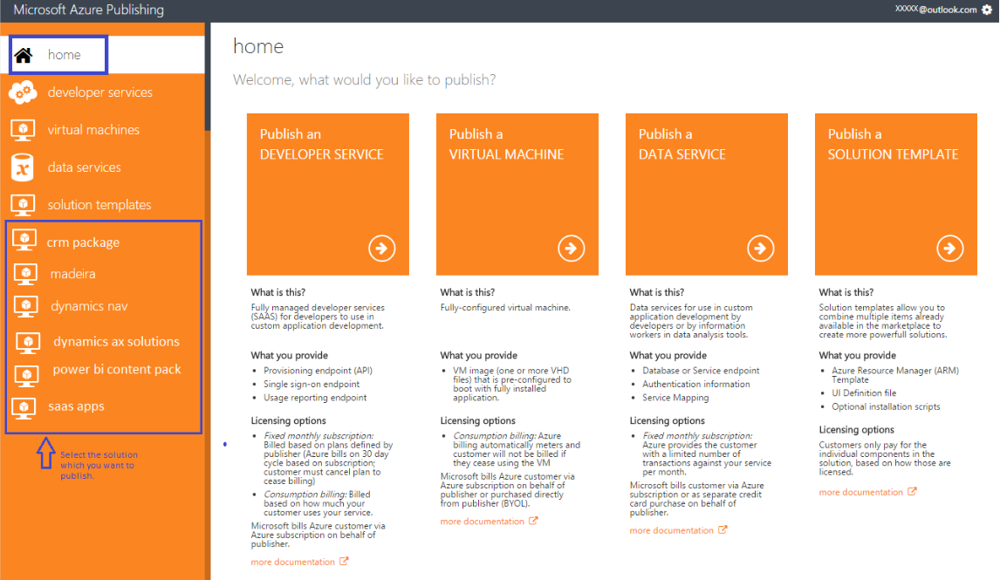 Microsoft Azure Publishing
XXXXX@outlook.com
home
developer services
virtual machines
data services
solution templates
crm package
madeira
dynamics nav
dynamics ax solutions
power bi content pack
saas apps
Select the solution
which you want to
publish.
home
Welcome, what would you like to publish?
Publish an
DEVELOPER SERVICE
What is this?
Fully managed developer services
(SAAS) for developers to use in
custom application development.
What you provide
• Provisioning endpoint (API)
• Single sign-on endpoint
• Usage reporting endpoint
Licensing options
• Fixed monthly subscription:
Billed based on plans defined by
publisher (Azure bills on 30 day
cycle based on subscription;
customer must cancel plan to
cease billing)
• Consumption billing: Billed
based on how much your
customer uses your service.
Microsoft bills Azure customer via
Azure subscription on behalf of
publisher.
more documentation
Publish a
VIRTUAL MACHINE
What is this?
Fully-configured virtual machine.
What you provide
• VM image (one or more VHD
files) that is pre-configured to
boot with fully installed
application.
Licensing options
• Consumption billing: Azure
billing automatically meters and
customer will not be billed if
they cease using the VM
Microsoft bills Azure customer via
Azure subscription on behalf of
publisher or purchased directly
from publisher (BYOL).
more documentation
Publish a
DATA SERVICE
What is this?
Data services for use in custom
application development by
developers or by information
workers in data analysis tools.
What you provide
• Database or Service endpoint
• Authentication information
• Service Mapping
Licensing options
• Fixed monthly subscription:
Azure provides the customer
with a limited number of
transactions against your service
per month.
Microsoft bills customer via Azure
subscription or as separate credit
card purchase on behalf of
publisher.
more documentation
Publish a
SOLUTION TEMPLATE
What is this?
Solution templates allow you to
combine multiple items already
available in the marketplace to
create more powerfull solutions.
What you provide
• Azure Resource Manager (ARM)
Template
• UI Definition file
• Optional installation scripts
Licensing options
Customers only pay for the
individual components in the
solution, based on how those are
licensed.
more documentation